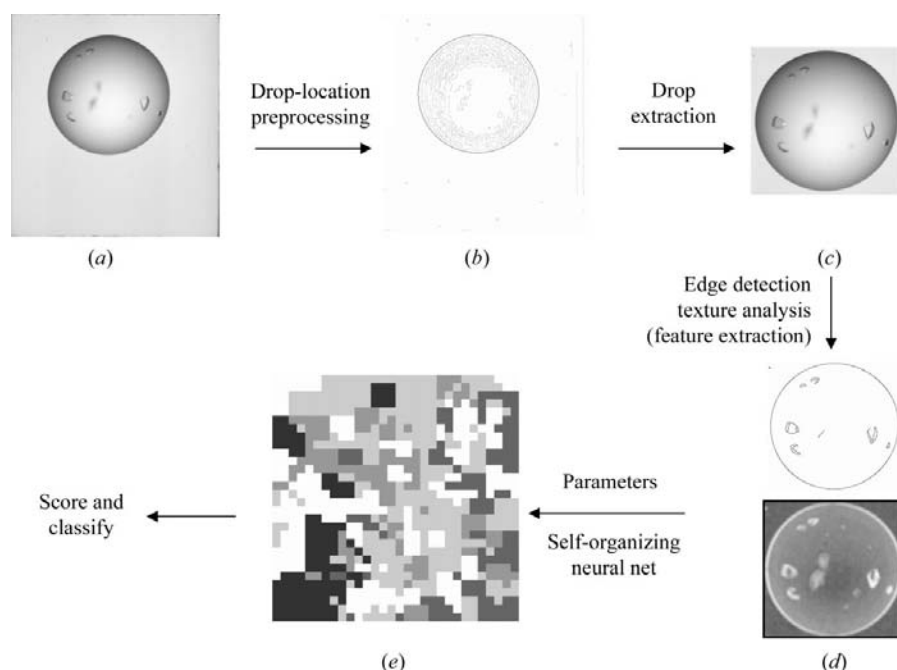 Drop-location
preprocessing
Drop
extraction
(a)
(b)
(c)
Edge detection
texture analysis
(feature extraction)
Parameters
Self-organizing
neural net
Score and
classify
(e)
(d)